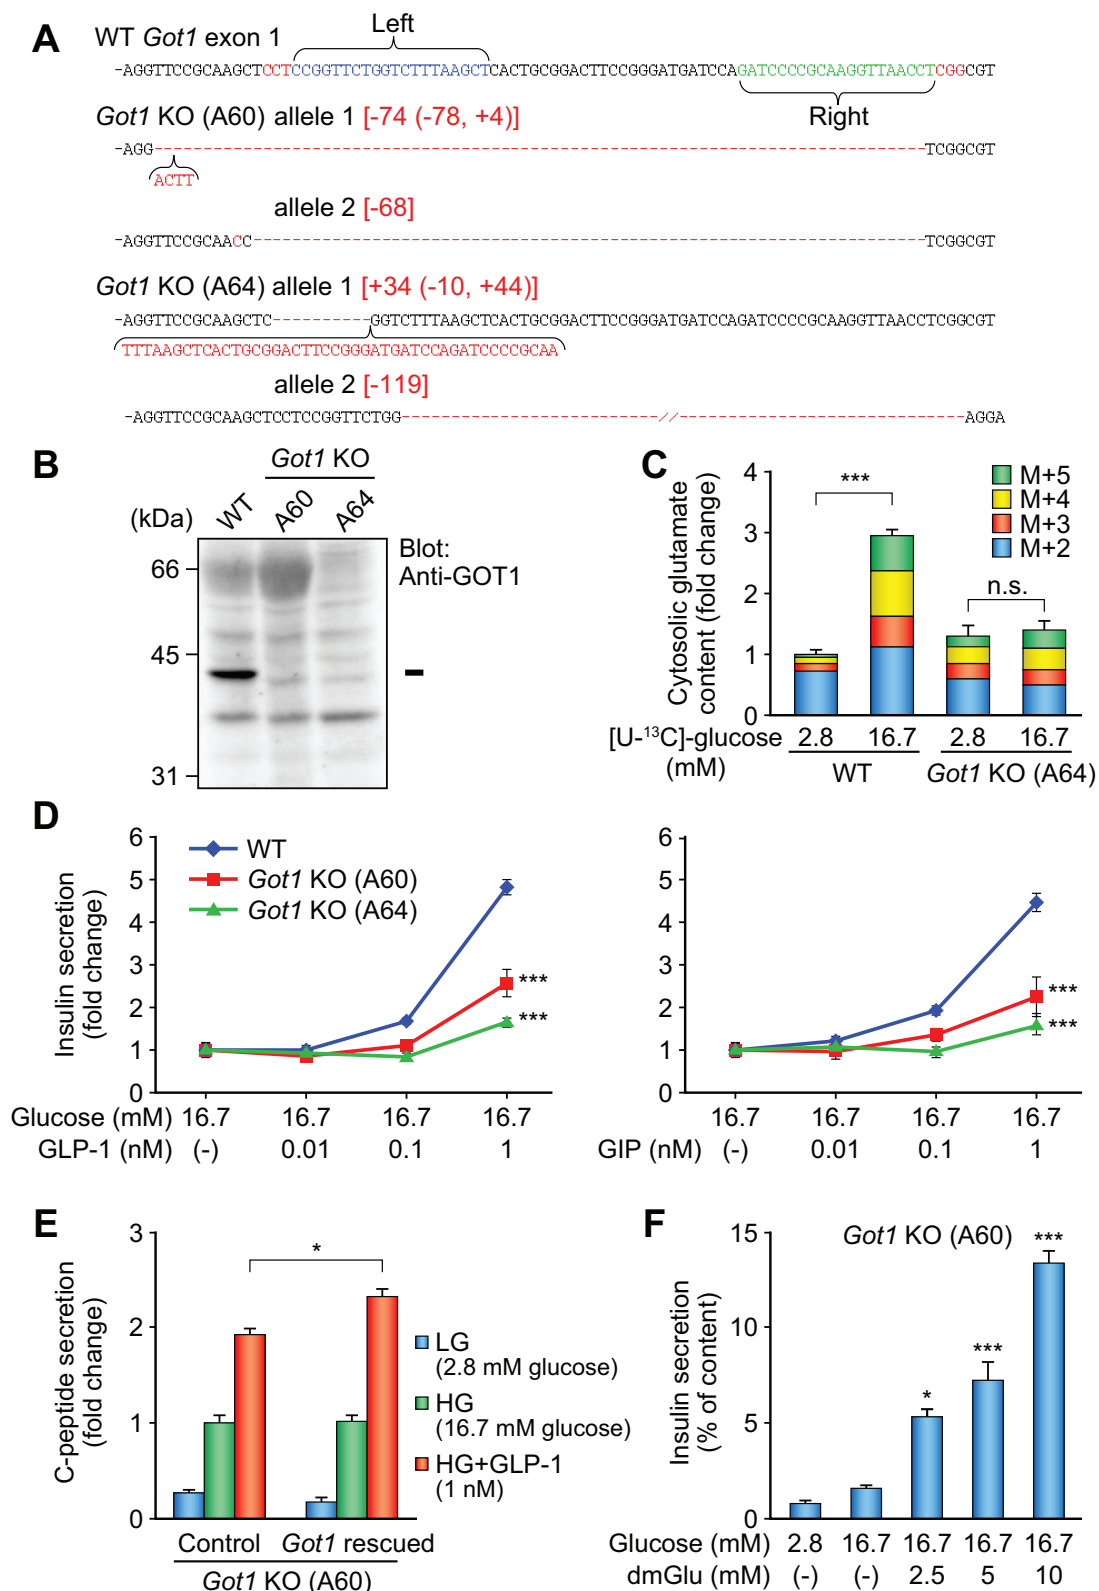 A
WT Got1 exon 1
Left
-AGGTTCCGCAAGCTCCTCCGGTTCTGGTCTTTAAGCTCACTGCGGACTTCCGGGATGATCCAGATCCCCGCAAGGTTAACCTCGGCGT
Right
Got1 KO (A60) allele 1 [-74 (-78, +4)]
-AGG------------------------------------------------------------------------------TCGGCGT
ACTT
allele 2 [-68]
-AGGTTCCGCAACC--------------------------------------------------------------------TCGGCGT
Got1 KO (A64) allele 1 [+34 (-10, +44)]
-AGGTTCCGCAAGCTC----------GGTCTTTAAGCTCACTGCGGACTTCCGGGATGATCCAGATCCCCGCAAGGTTAACCTCGGCGT
TTTAAGCTCACTGCGGACTTCCGGGATGATCCAGATCCCCGCAA
allele 2 [-119]
-AGGTTCCGCAAGCTCCTCCGGTTCTGG--------------------------//-----------------------------AGGA
B
Got1 KO
(kDa) WT A60 A64
Blot:
Anti-GOT1
66
45
31
C
Cytosolic glutamate
content (fold change)
4
3
2
1
0
***
n.s.
M+5
M+4
M+3
M+2
[U-¹³C]-glucose
(mM)
2.8 16.7 2.8 16.7
WT Got1 KO (A64)
D
Insulin secretion
(fold change)
6
5
4
3
2
1
0
WT
Got1 KO (A60)
Got1 KO (A64)
***
***
Glucose (mM) 16.7 16.7 16.7 16.7
GLP-1 (nM) (-) 0.01 0.1 1
6
5
4
3
2
1
0
***
***
16.7 16.7 16.7 16.7
GIP (nM) (-) 0.01 0.1 1
E
C-peptide secretion
(fold change)
3
2
1
0
*
LG
(2.8 mM glucose)
HG
(16.7 mM glucose)
HG+GLP-1
(1 nM)
Control Got1 rescued
Got1 KO (A60)
F
Got1 KO (A60)
Insulin secretion
(% of content)
15
10
5
0
*
***
***
Glucose (mM) 2.8 16.7 16.7 16.7 16.7
dmGlu (mM) (-) (-) 2.5 5 10